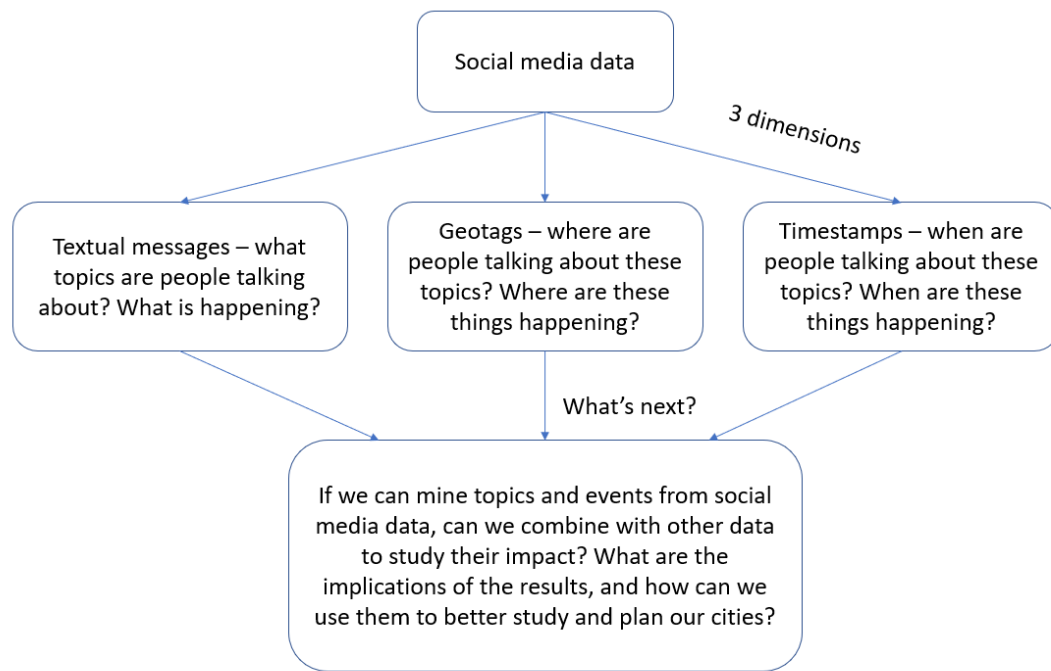 Social media data
3 dimensions
Textual messages – what
topics are people talking
about? What is happening?
Geotags – where are
people talking about these
topics? Where are these
things happening?
Timestamps – when are
people talking about these
topics? When are these
things happening?
What's next?
If we can mine topics and events from social
media data, can we combine with other data
to study their impact? What are the
implications of the results, and how can we
use them to better study and plan our cities?